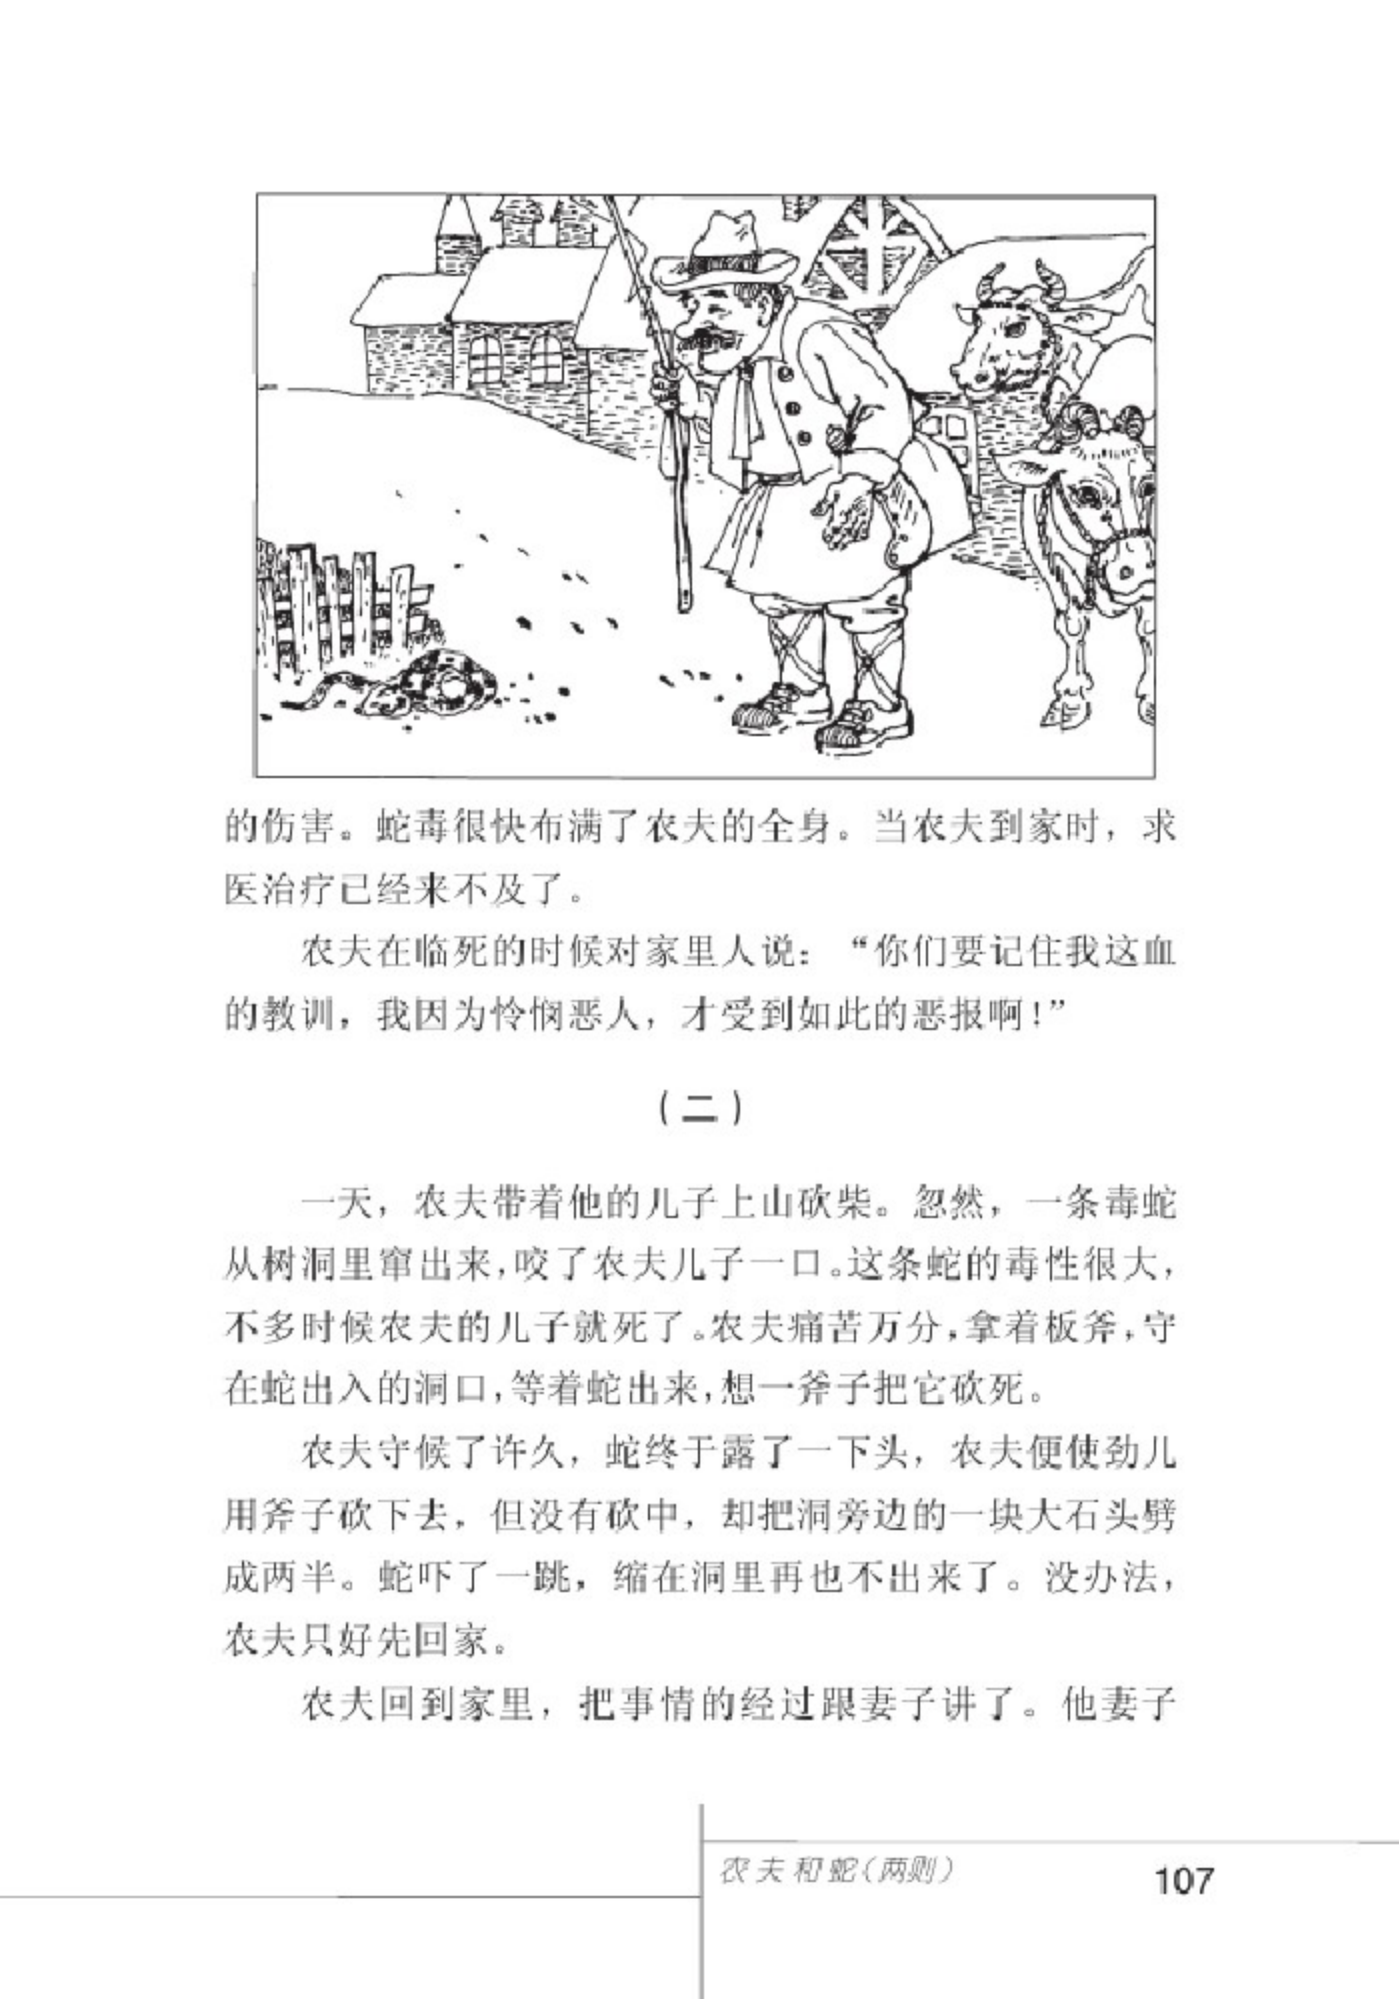 的伤害。蛇毒很快布满了农夫的全身。当农夫到家时，求
医治疗已经来不及了。
农夫在临死的时候对家里人说：“你们要记住我这血
的教训，我因为怜悯恶人，才受到如此的恶报啊！”
（二）
一天，农夫带着他的儿子上山砍柴。忽然，一条毒蛇
从树洞里窜出来，咬了农夫儿子一口。这条蛇的毒性很大，
不多时候农夫的儿子就死了。农夫痛苦万分，拿着板斧，守
在蛇出入的洞口，等着蛇出来，想一斧子把它砍死。
农夫守候了许久，蛇终于露了一下头，农夫便使劲儿
用斧子砍下去，但没有砍中，却把洞旁边的一块大石头劈
成两半。蛇吓了一跳，缩在洞里再也不出来了。没办法，
农夫只好先回家。
农夫回到家里，把事情的经过跟妻子讲了。他妻子
农夫和蛇（两则）
107